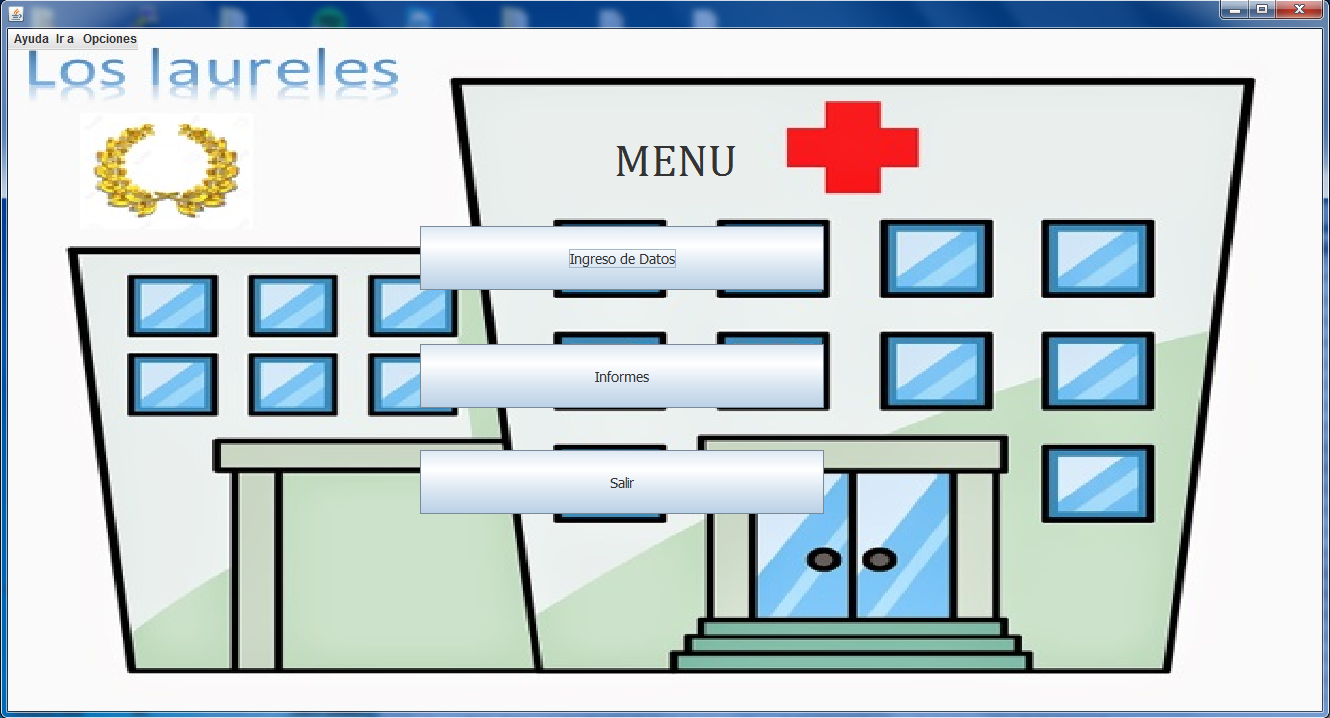 Ayuda Ir a Opciones
Los laureles
MENU
Ingreso de Datos
Informes
Salir